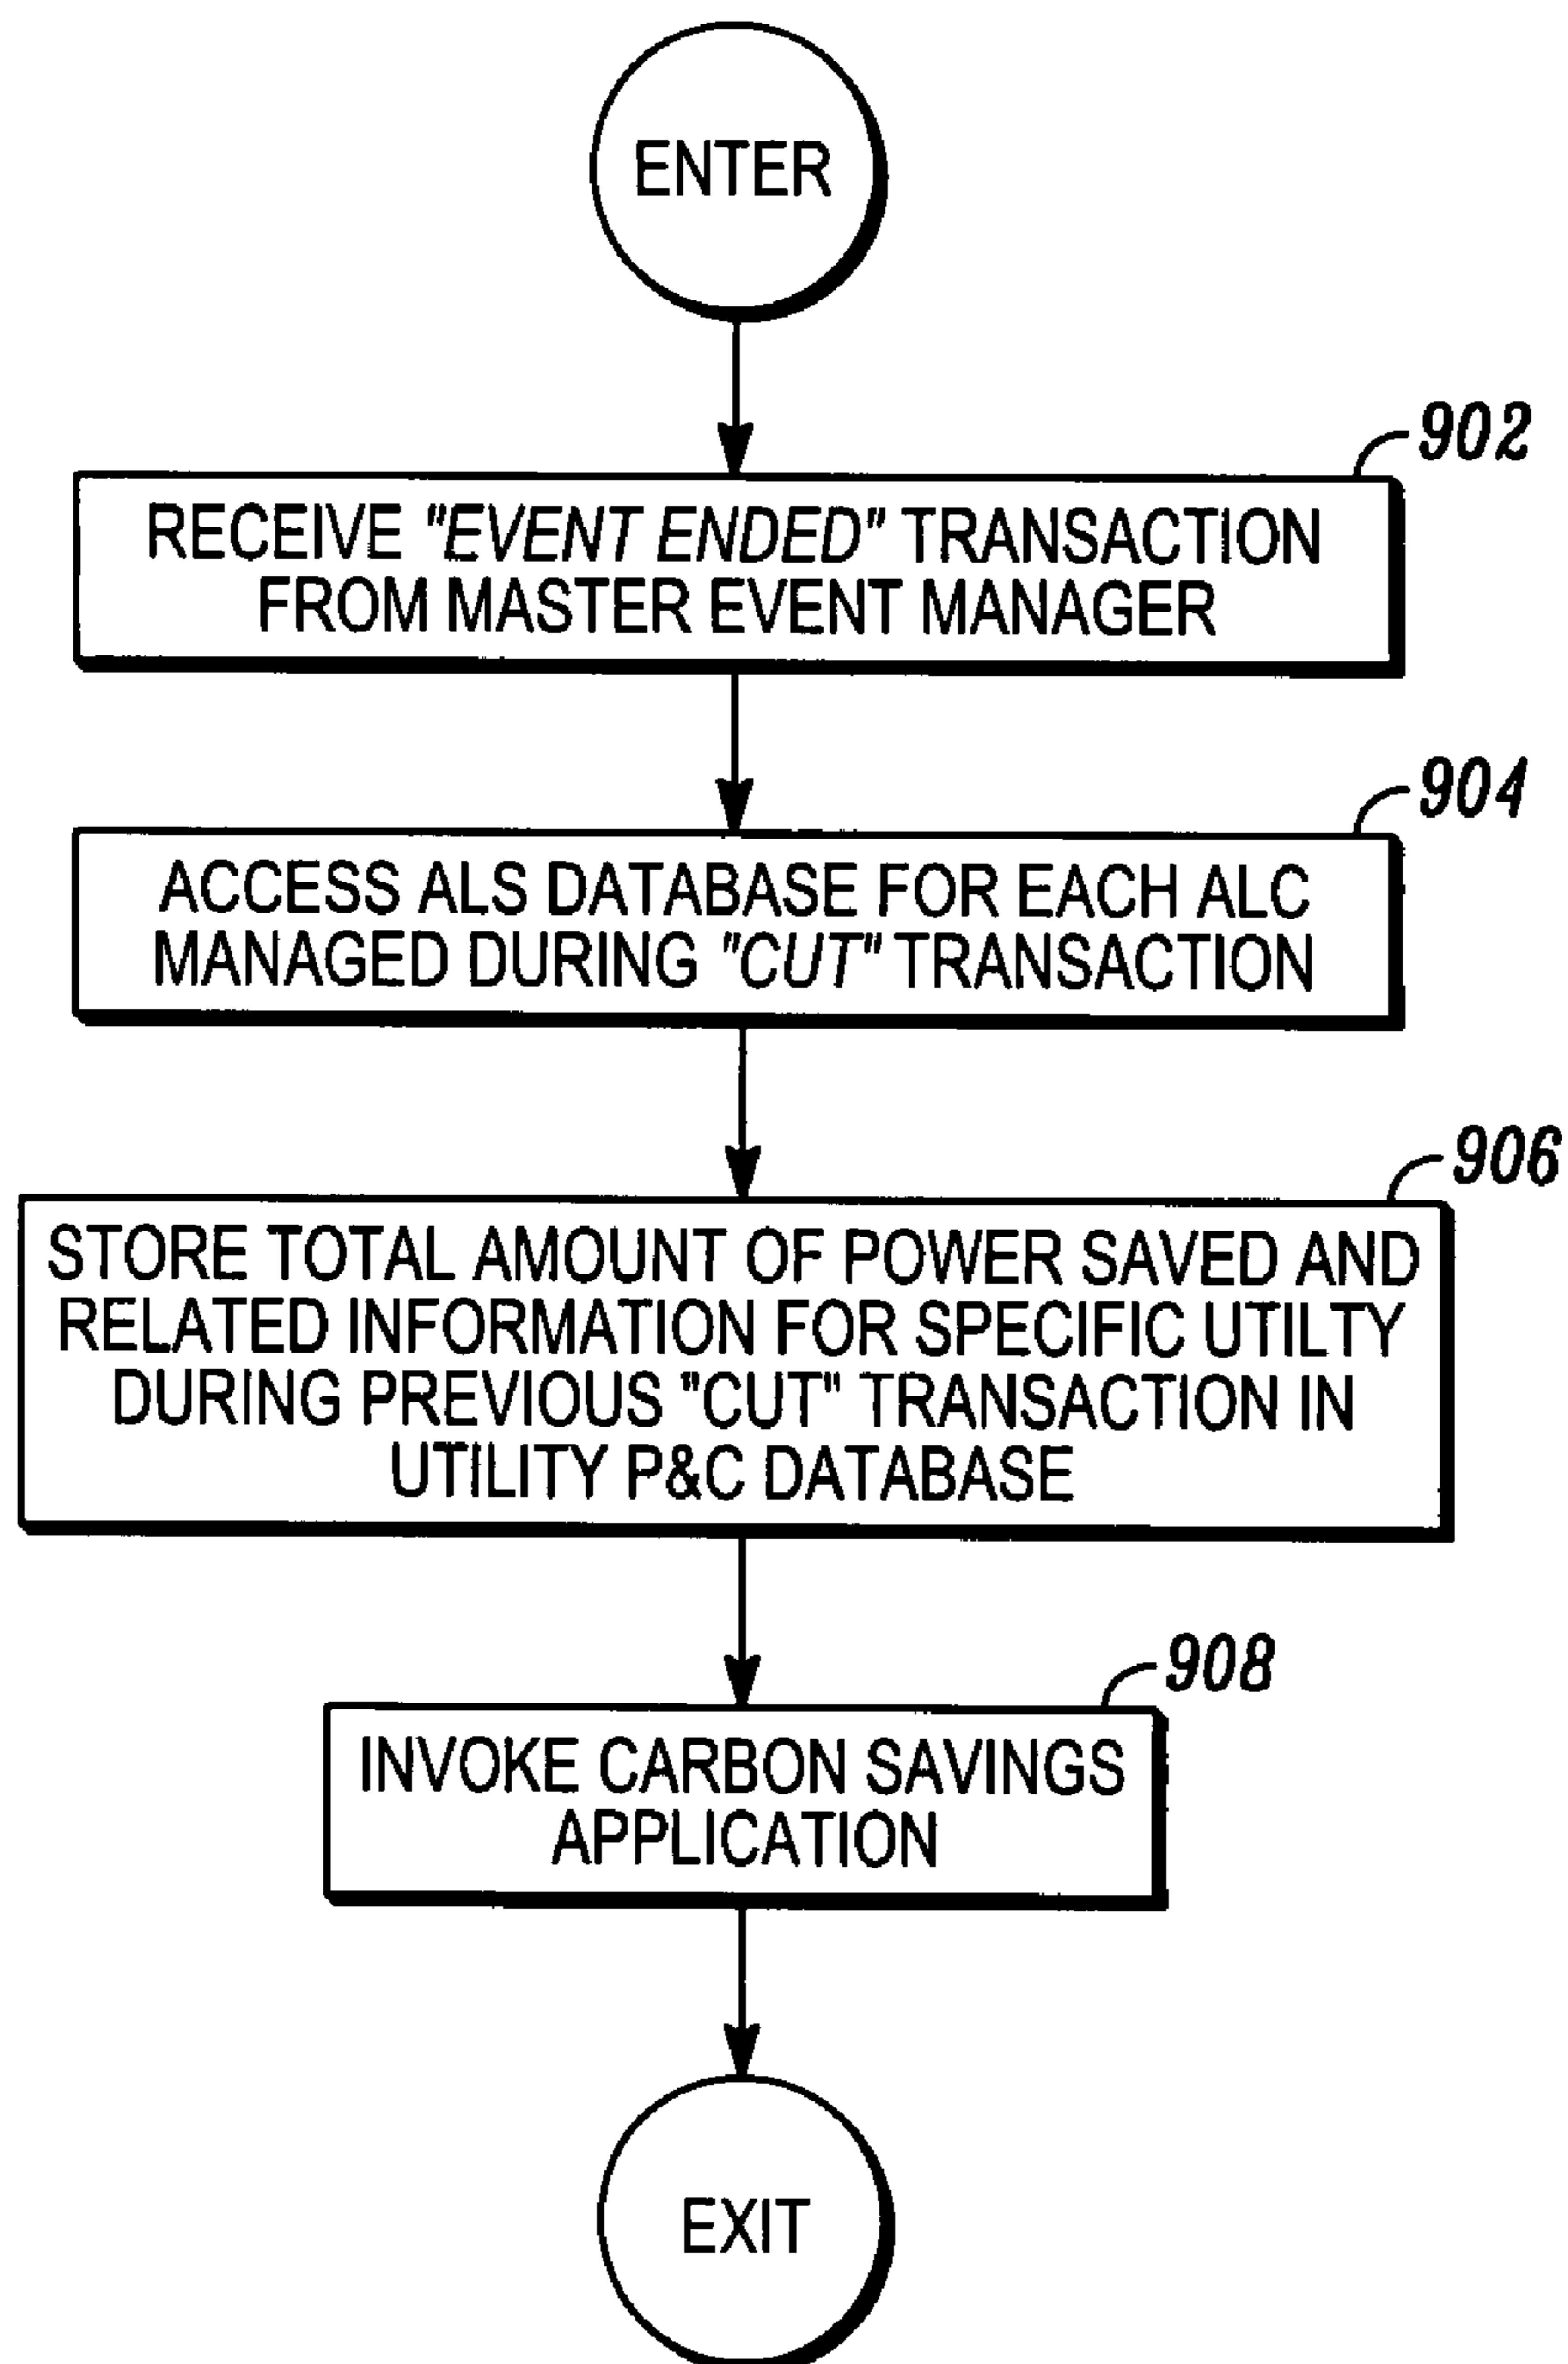 ENTER
902
RECEIVE "EVENT ENDED" TRANSACTION
FROM MASTER EVENT MANAGER
904
ACCESS ALS DATABASE FOR EACH ALC
MANAGED DURING "CUT" TRANSACTION
906
STORE TOTAL AMOUNT OF POWER SAVED AND
RELATED INFORMATION FOR SPECIFIC UTILTY
DURING PREVIOUS "CUT" TRANSACTION IN
UTILITY P&C DATABASE
908
INVOKE CARBON SAVINGS
APPLICATION
EXIT